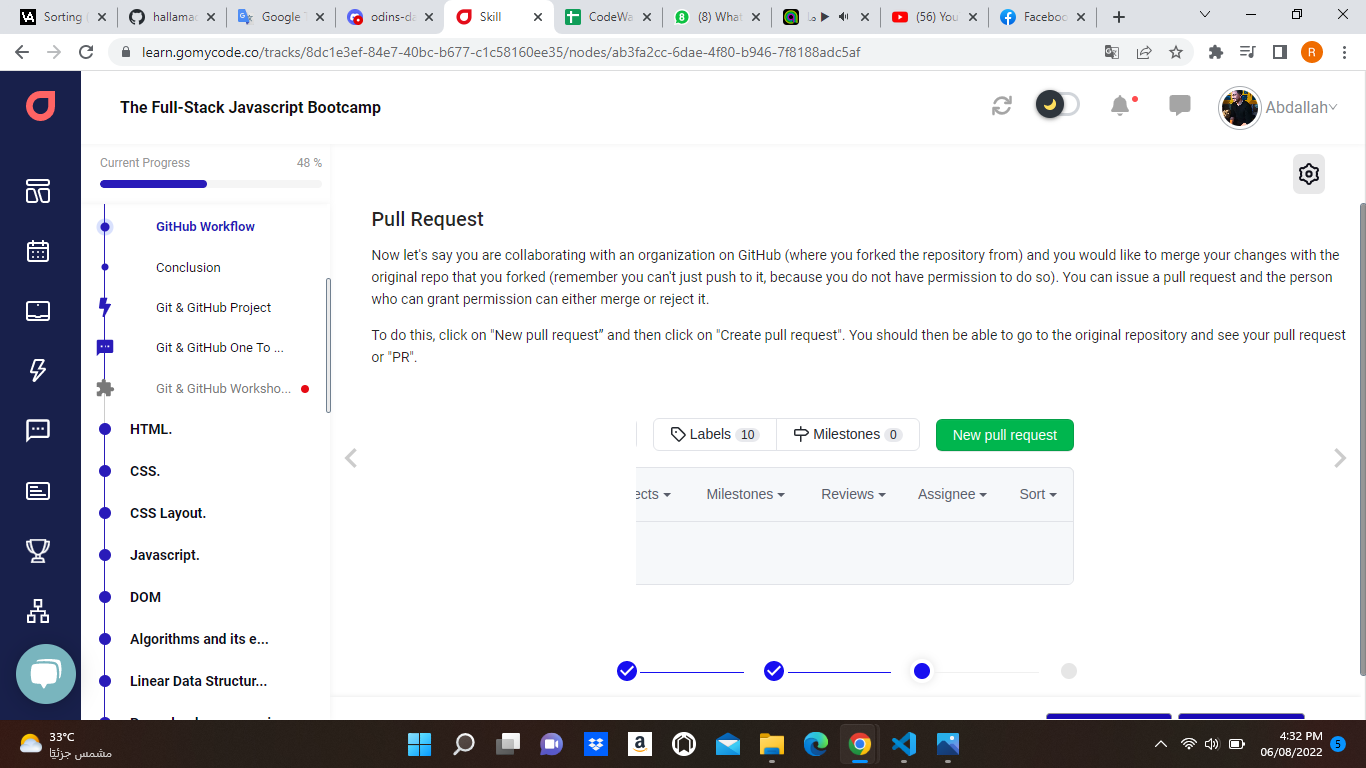 Sorting
hallama
Google
odins-da
Skill
CodeWa
(8) What
(56) You
Faceboo
learn.gomycode.co/tracks/8dc1e3ef-84e7-40bc-b677-c1c58160ee35/nodes/ab3fa2cc-6dae-4f80-b946-7f8188adc5af
R
The Full-Stack Javascript Bootcamp
Abdallah
Current Progress
48 %
GitHub Workflow
Conclusion
Git & GitHub Project
Git & GitHub One To ...
Git & GitHub Worksho...
HTML.
CSS.
CSS Layout.
Javascript.
DOM
Algorithms and its e...
Linear Data Structur...
Pull Request
Now let's say you are collaborating with an organization on GitHub (where you forked the repository from) and you would like to merge your changes with the
original repo that you forked (remember you can't just push to it, because you do not have permission to do so). You can issue a pull request and the person
who can grant permission can either merge or reject it.
To do this, click on "New pull request” and then click on "Create pull request". You should then be able to go to the original repository and see your pull request
or "PR".
Labels 10
Milestones 0
New pull request
ects
Milestones
Reviews
Assignee
Sort
33°C
مشمس جزئيًا
4:32 PM
06/08/2022
5